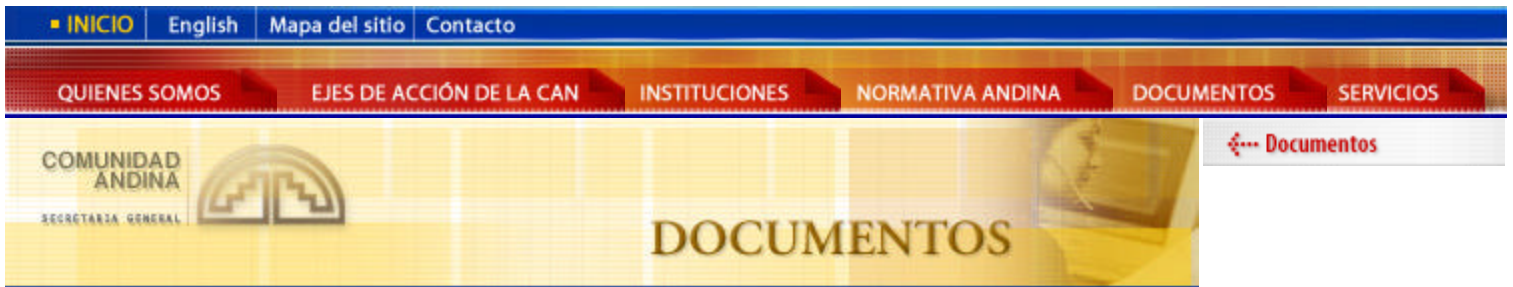 INICIO English Mapa del sitio Contacto
QUIENES SOMOS EJES DE ACCIÓN DE LA CAN INSTITUCIONES NORMATIVA ANDINA DOCUMENTOS SERVICIOS
Documentos
COMUNIDAD
ANDINA
SECRETARIA GENERAL
DOCUMENTOS